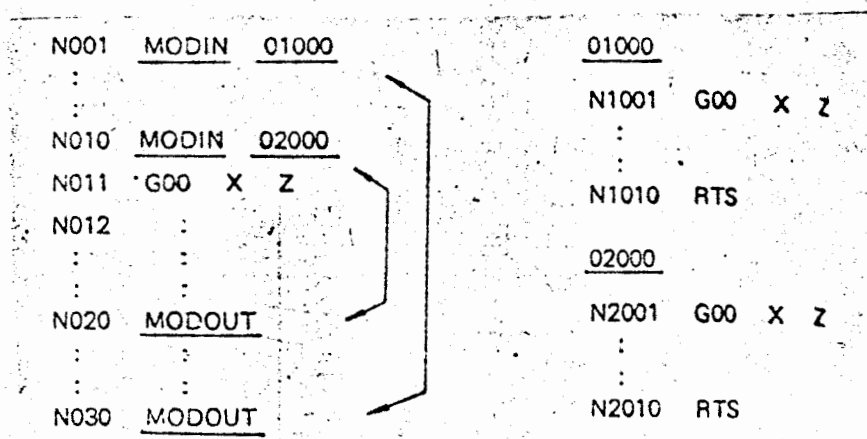 N001 MODIN 01000
:
:
N010 MODIN 02000
N011 G00 X Z
N012 :
: :
: :
N020 MODOUT
: :
: :
N030 MODOUT
01000
N1001 G00 X Z
:
:
N1010 RTS
02000
N2001 G00 X Z
:
:
N2010 RTS